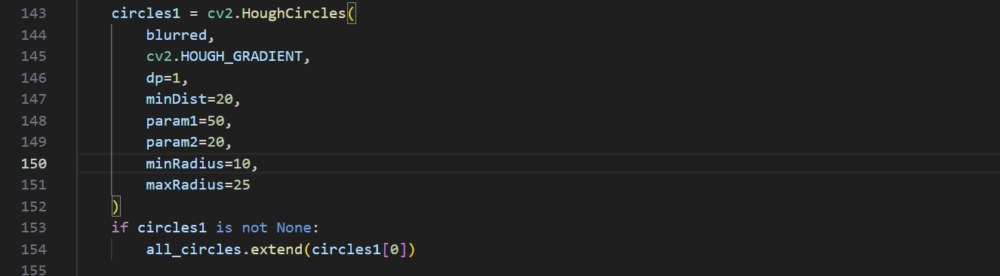 143 circles1 = cv2.HoughCircles(
144 blurred,
145 cv2.HOUGH_GRADIENT,
146 dp=1,
147 minDist=20,
148 param1=50,
149 param2=20,
150 minRadius=10,
151 maxRadius=25
152 )
153 if circles1 is not None:
154 all_circles.extend(circles1[0])
155